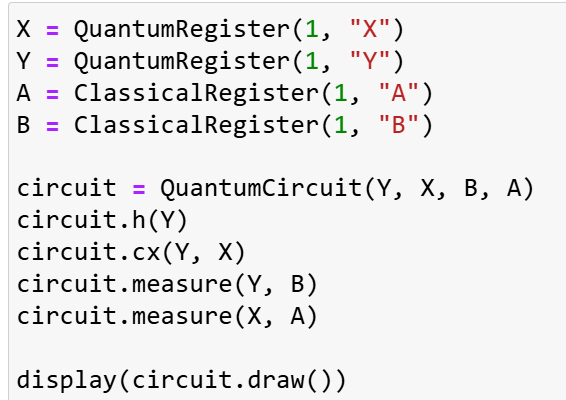 X = QuantumRegister(1, "X")
Y = QuantumRegister(1, "Y")
A = ClassicalRegister(1, "A")
B = ClassicalRegister(1, "B")

circuit = QuantumCircuit(Y, X, B, A)
circuit.h(Y)
circuit.cx(Y, X)
circuit.measure(Y, B)
circuit.measure(X, A)

display(circuit.draw())